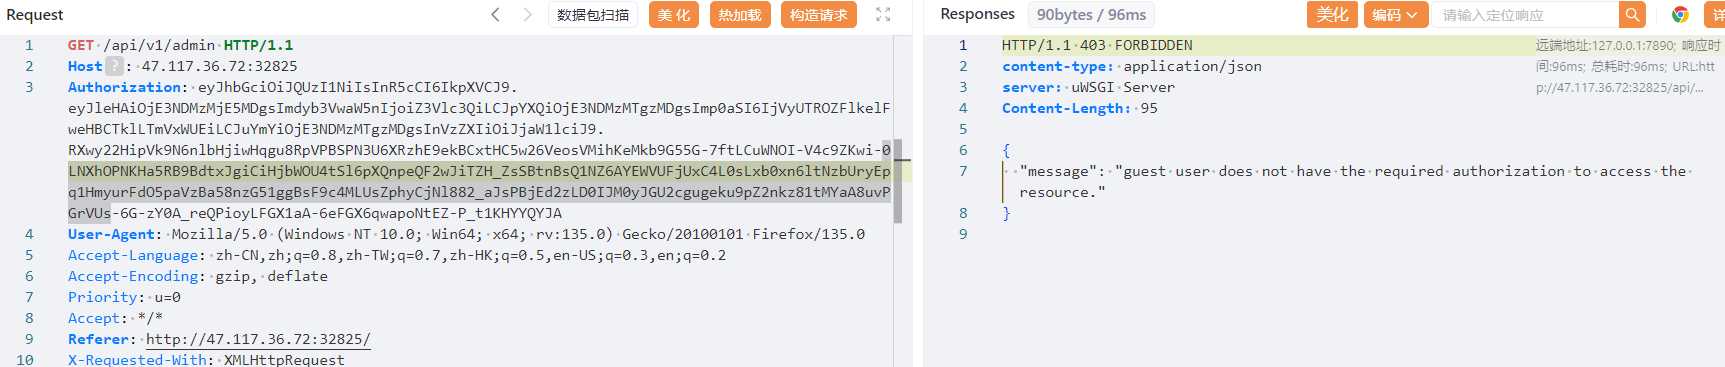 Request
数据包扫描
美 化
热加载
构造请求
1 GET /api/v1/admin HTTP/1.1
2 Host ? : 47.117.36.72:32825
3 Authorization: eyJhbGciOiJQUzI1NiIsInR5cCI6IkpXVCJ9.
eyJleHAiOjE3NDMzMjE5MDgsImdyb3VwaW5nIjoiZ3Vlc3QiLCJpYXQiOjE3NDMzMTgzMDgsImp0aSI6IjVyUTROZFlkelF
weHBCTklLTmVxWUEiLCJuYmYiOjE3NDMzMTgzMDgsInVzZXIiOiJjaW1lciJ9.
RXwy22HipVk9N6nlbHjiwHqgu8RpVPBSPN3U6XRzhE9ekBCxtHC5w26VeosVMihKeMkb9G55G-7ftLCuWNOI-V4c9ZKwi-0
LNXhOPNKHa5RB9BdtxJgiCiHjbWOU4tSl6pXQnpeQF2wJiTZH_ZsSBtnBsQ1NZ6AYEWVUFjUxC4L0sLxb0xn6ltNzbUryEp
q1HmyurFdO5paVzBa58nzG51ggBsF9c4MLUsZphyCjNl882_aJsPBjEd2zLD0IJM0yJGU2cgugeku9pZ2nkz81tMYaA8uvP
GrVUs-6G-zY0A_reQPioyLFGX1aA-6eFGX6qwapoNtEZ-P_t1KHYYQYJA
4 User-Agent: Mozilla/5.0 (Windows NT 10.0; Win64; x64; rv:135.0) Gecko/20100101 Firefox/135.0
5 Accept-Language: zh-CN,zh;q=0.8,zh-TW;q=0.7,zh-HK;q=0.5,en-US;q=0.3,en;q=0.2
6 Accept-Encoding: gzip, deflate
7 Priority: u=0
8 Accept: */*
9 Referer: http://47.117.36.72:32825/
10 X-Requested-With: XMLHttpRequest
Responses
90bytes / 96ms
美化
编码
请输入定位响应
详
1 HTTP/1.1 403 FORBIDDEN
2 content-type: application/json
3 server: uWSGI Server
4 Content-Length: 95
5
6 {
7 "message": "guest user does not have the required authorization to access the
resource."
8 }
9
远端地址:127.0.0.1:7890; 响应时
间:96ms; 总耗时:96ms; URL:htt
p://47.117.36.72:32825/api/...